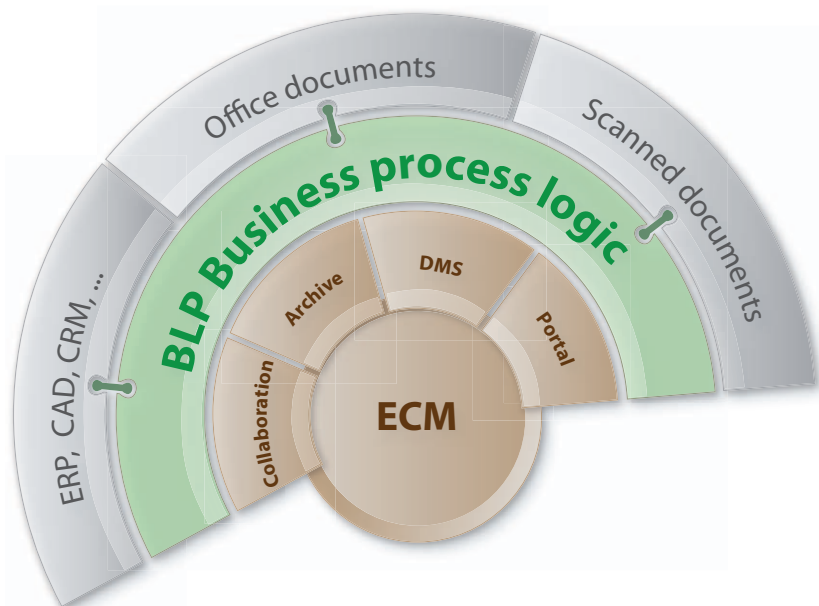 ERP, CAD, CRM, ...
Office documents
Scanned documents
BLP Business process logic
Collaboration
Archive
DMS
Portal
ECM